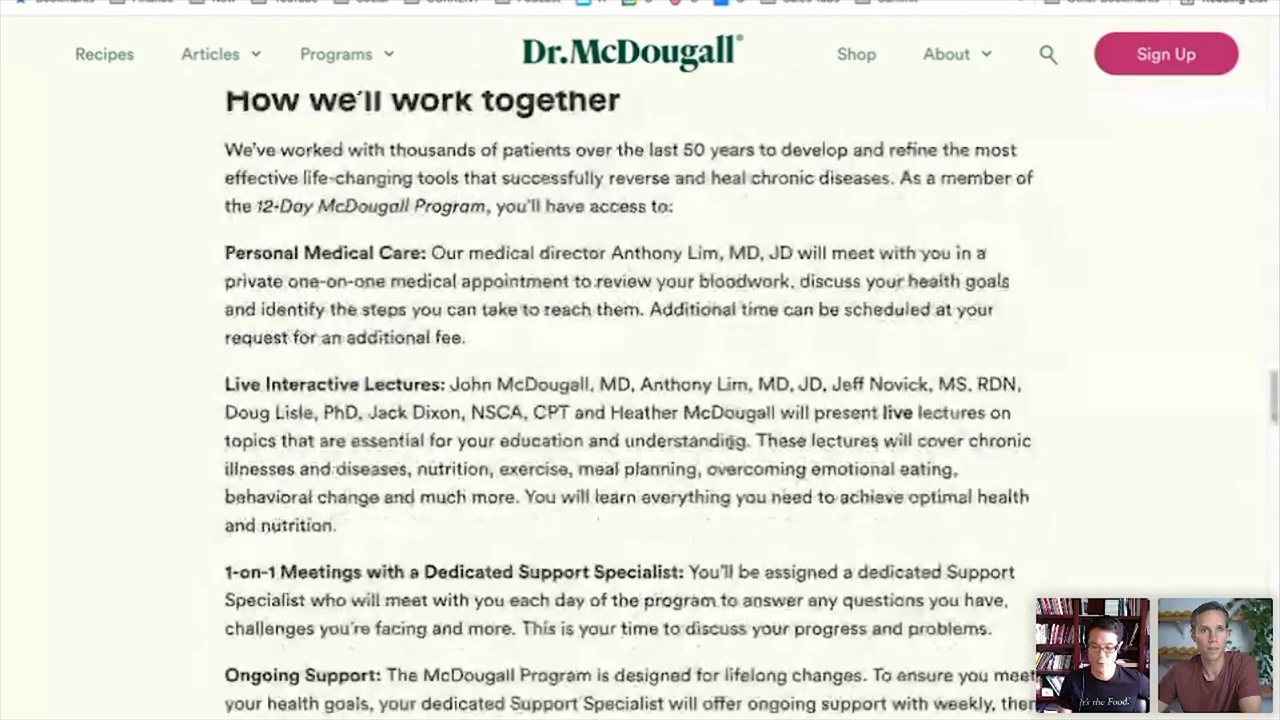 Bookmarks
Recipes Articles Programs Dr.McDougall® Shop About Sign Up
How we'll work together
We've worked with thousands of patients over the last 50 years to develop and refine the most
effective life-changing tools that successfully reverse and heal chronic diseases. As a member of
the 12-Day McDougall Program, you'll have access to:
Personal Medical Care: Our medical director Anthony Lim, MD, JD will meet with you in a
private one-on-one medical appointment to review your bloodwork, discuss your health goals
and identify the steps you can take to reach them. Additional time can be scheduled at your
request for an additional fee.
Live Interactive Lectures: John McDougall, MD, Anthony Lim, MD, JD, Jeff Novick, MS, RDN,
Doug Lisle, PhD, Jack Dixon, NSCA, CPT and Heather McDougall will present live lectures on
topics that are essential for your education and understanding. These lectures will cover chronic
illnesses and diseases, nutrition, exercise, meal planning, overcoming emotional eating,
behavioral change and much more. You will learn everything you need to achieve optimal health
and nutrition.
1-on-1 Meetings with a Dedicated Support Specialist: You'll be assigned a dedicated Support
Specialist who will meet with you each day of the program to answer any questions you have,
challenges you're facing and more. This is your time to discuss your progress and problems.
Ongoing Support: The McDougall Program is designed for lifelong changes. To ensure you meet
your health goals, your dedicated Support Specialist will offer ongoing support with weekly, then
It's the Food.